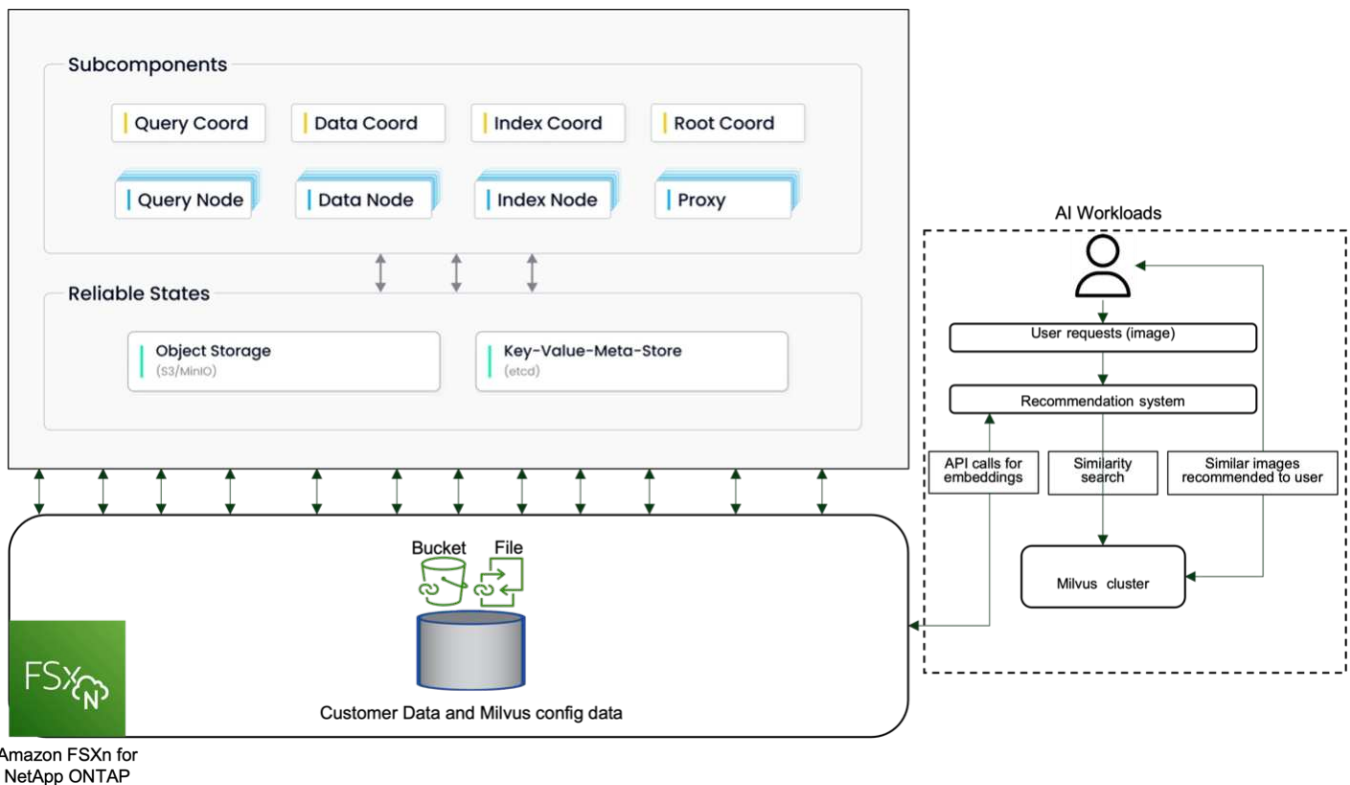 Subcomponents
Query Coord
Data Coord
Index Coord
Root Coord
Query Node
Data Node
Index Node
Proxy
Reliable States
Object Storage
(S3/MinIO)
Key-Value-Meta-Store
(etcd)
Bucket
File
Customer Data and Milvus config data
FSx
N
Amazon FSXn for
NetApp ONTAP
AI Workloads
User requests (image)
Recommendation system
API calls for
embeddings
Similarity
search
Similar images
recommended to user
Milvus cluster